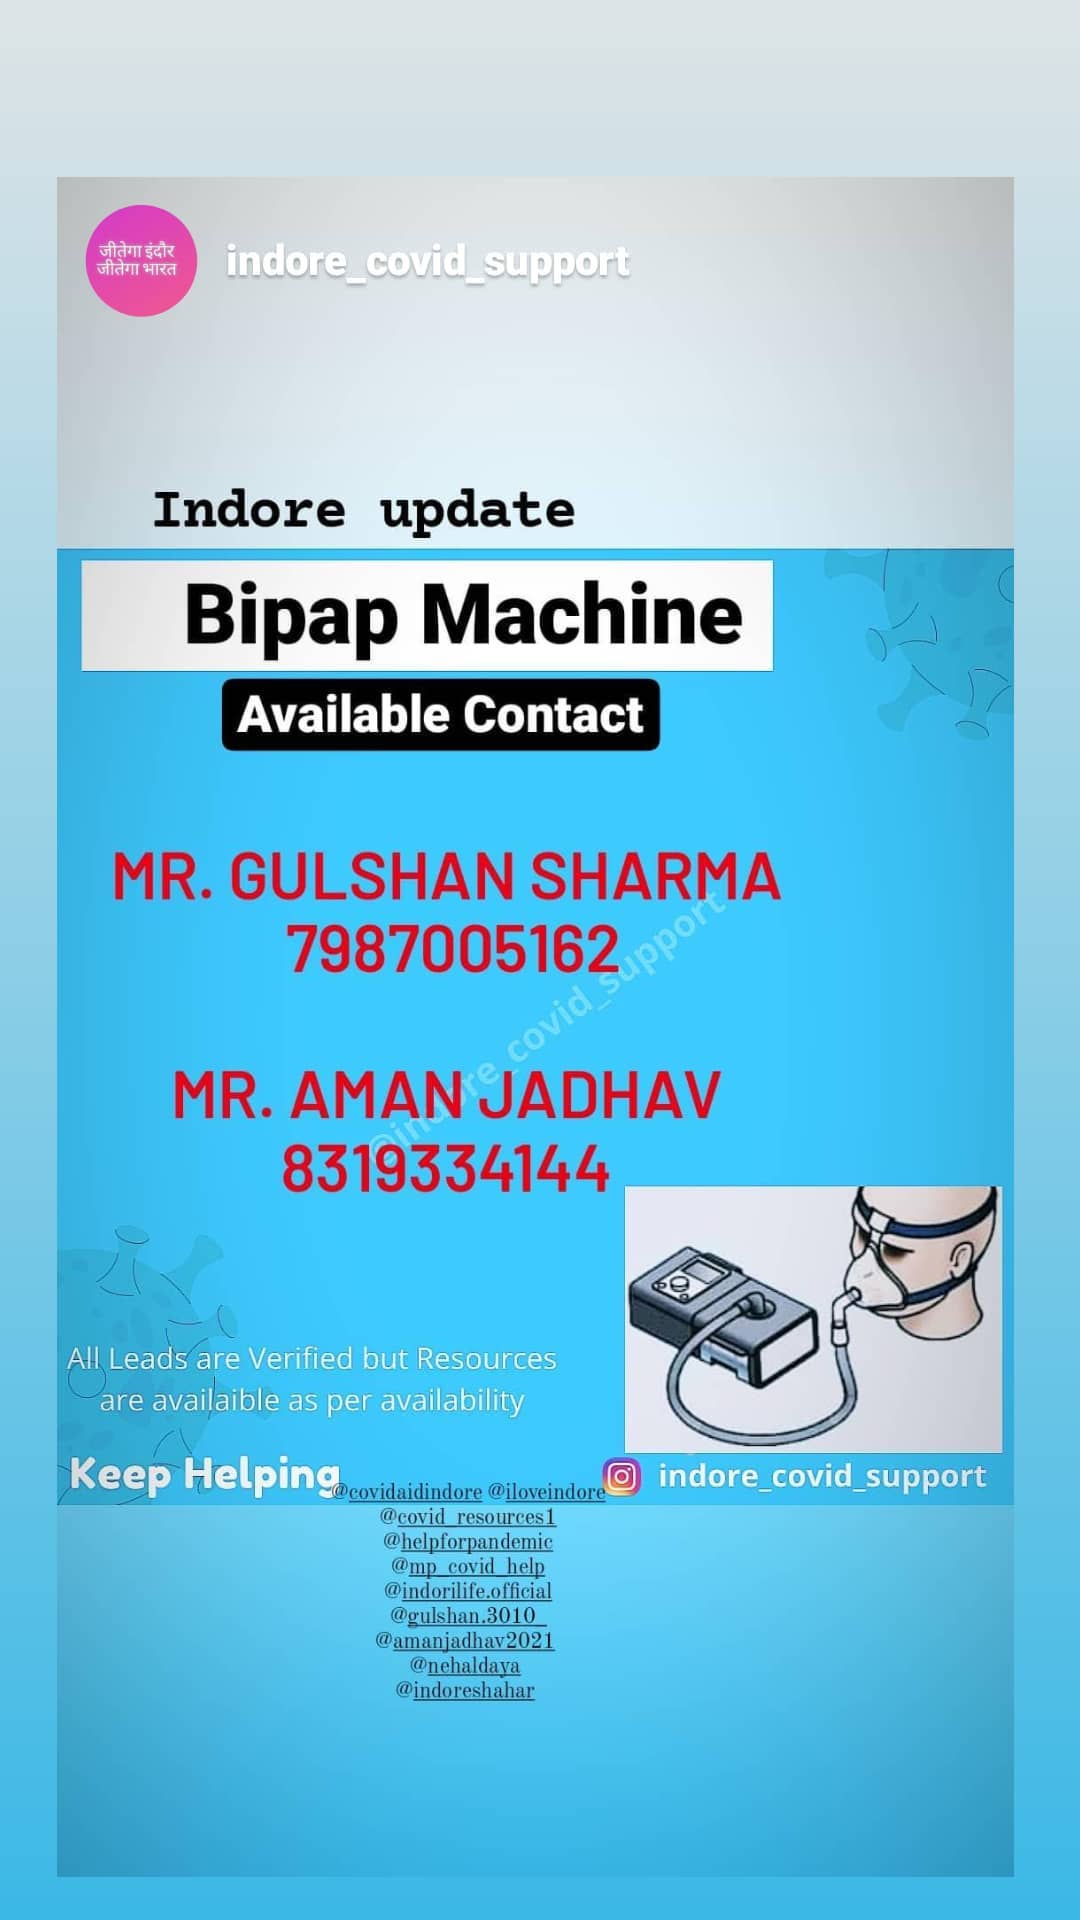 जीतेगा इंदौर
जीतेगा भारत
indore_covid_support
Indore update
Bipap Machine
Available Contact
MR. GULSHAN SHARMA
7987005162
@indore_covid_support
MR. AMAN JADHAV
8319334144
All Leads are Verified but Resources
are availaible as per availability
Keep Helping
indore_covid_support
@covidaidindore @iloveindore
@covid_resources1
@helpforpandemic
@mp_covid_help
@indorilife.official
@gulshan.3010_
@amanjadhav2021
@nehaldaya
@indoreshahar